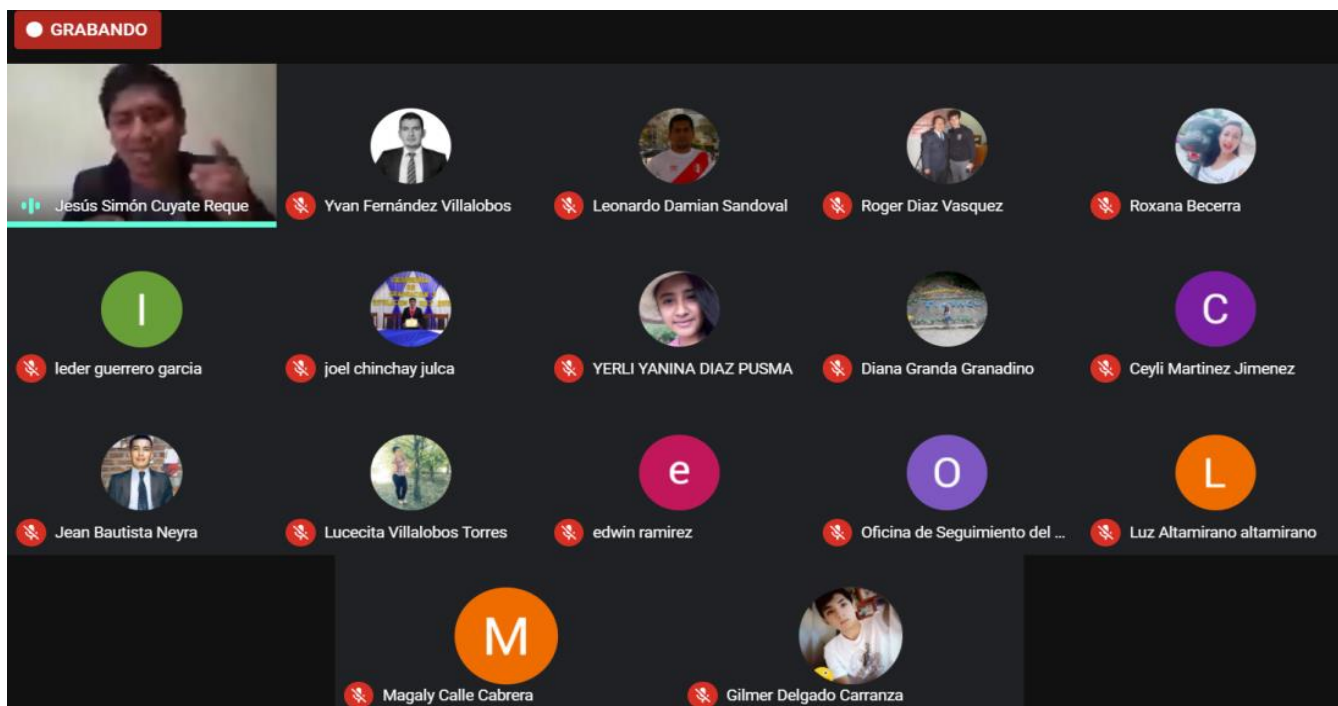 GRABANDO
Jesús Simón Cuyate Reque
Yvan Fernández Villalobos
Leonardo Damian Sandoval
Roger Diaz Vasquez
Roxana Becerra
l
leder guerrero garcia
joel chinchay julca
YERLI YANINA DIAZ PUSMA
Diana Granda Granadino
C
Ceyli Martinez Jimenez
Jean Bautista Neyra
Lucecita Villalobos Torres
e
edwin ramirez
O
Oficina de Seguimiento del ...
L
Luz Altamirano altamirano
M
Magaly Calle Cabrera
Gilmer Delgado Carranza